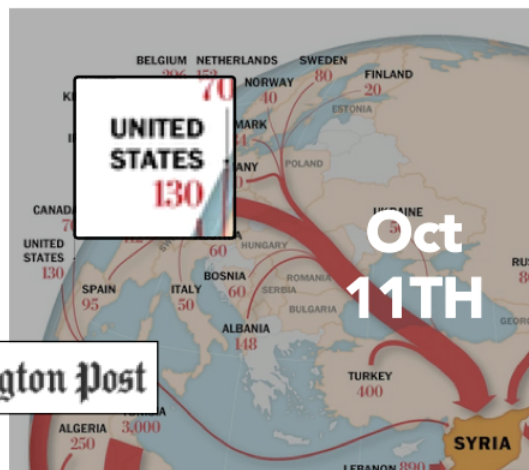 BELGIUM NETHERLANDS SWEDEN
80
FINLAND
20
NORWAY
40
ESTONIA
70
UNITED
STATES
130
POLAND
CANADA
UNITED
STATES
130
UKRAINE
60
HUNGARY
Oct
11TH
BOSNIA
60
ROMANIA
SERBIA
BULGARIA
SPAIN
95
ITALY
50
ALBANIA
148
gton Post
TURKEY
400
3,000
ALGERIA
250
SYRIA
LEBANON 890